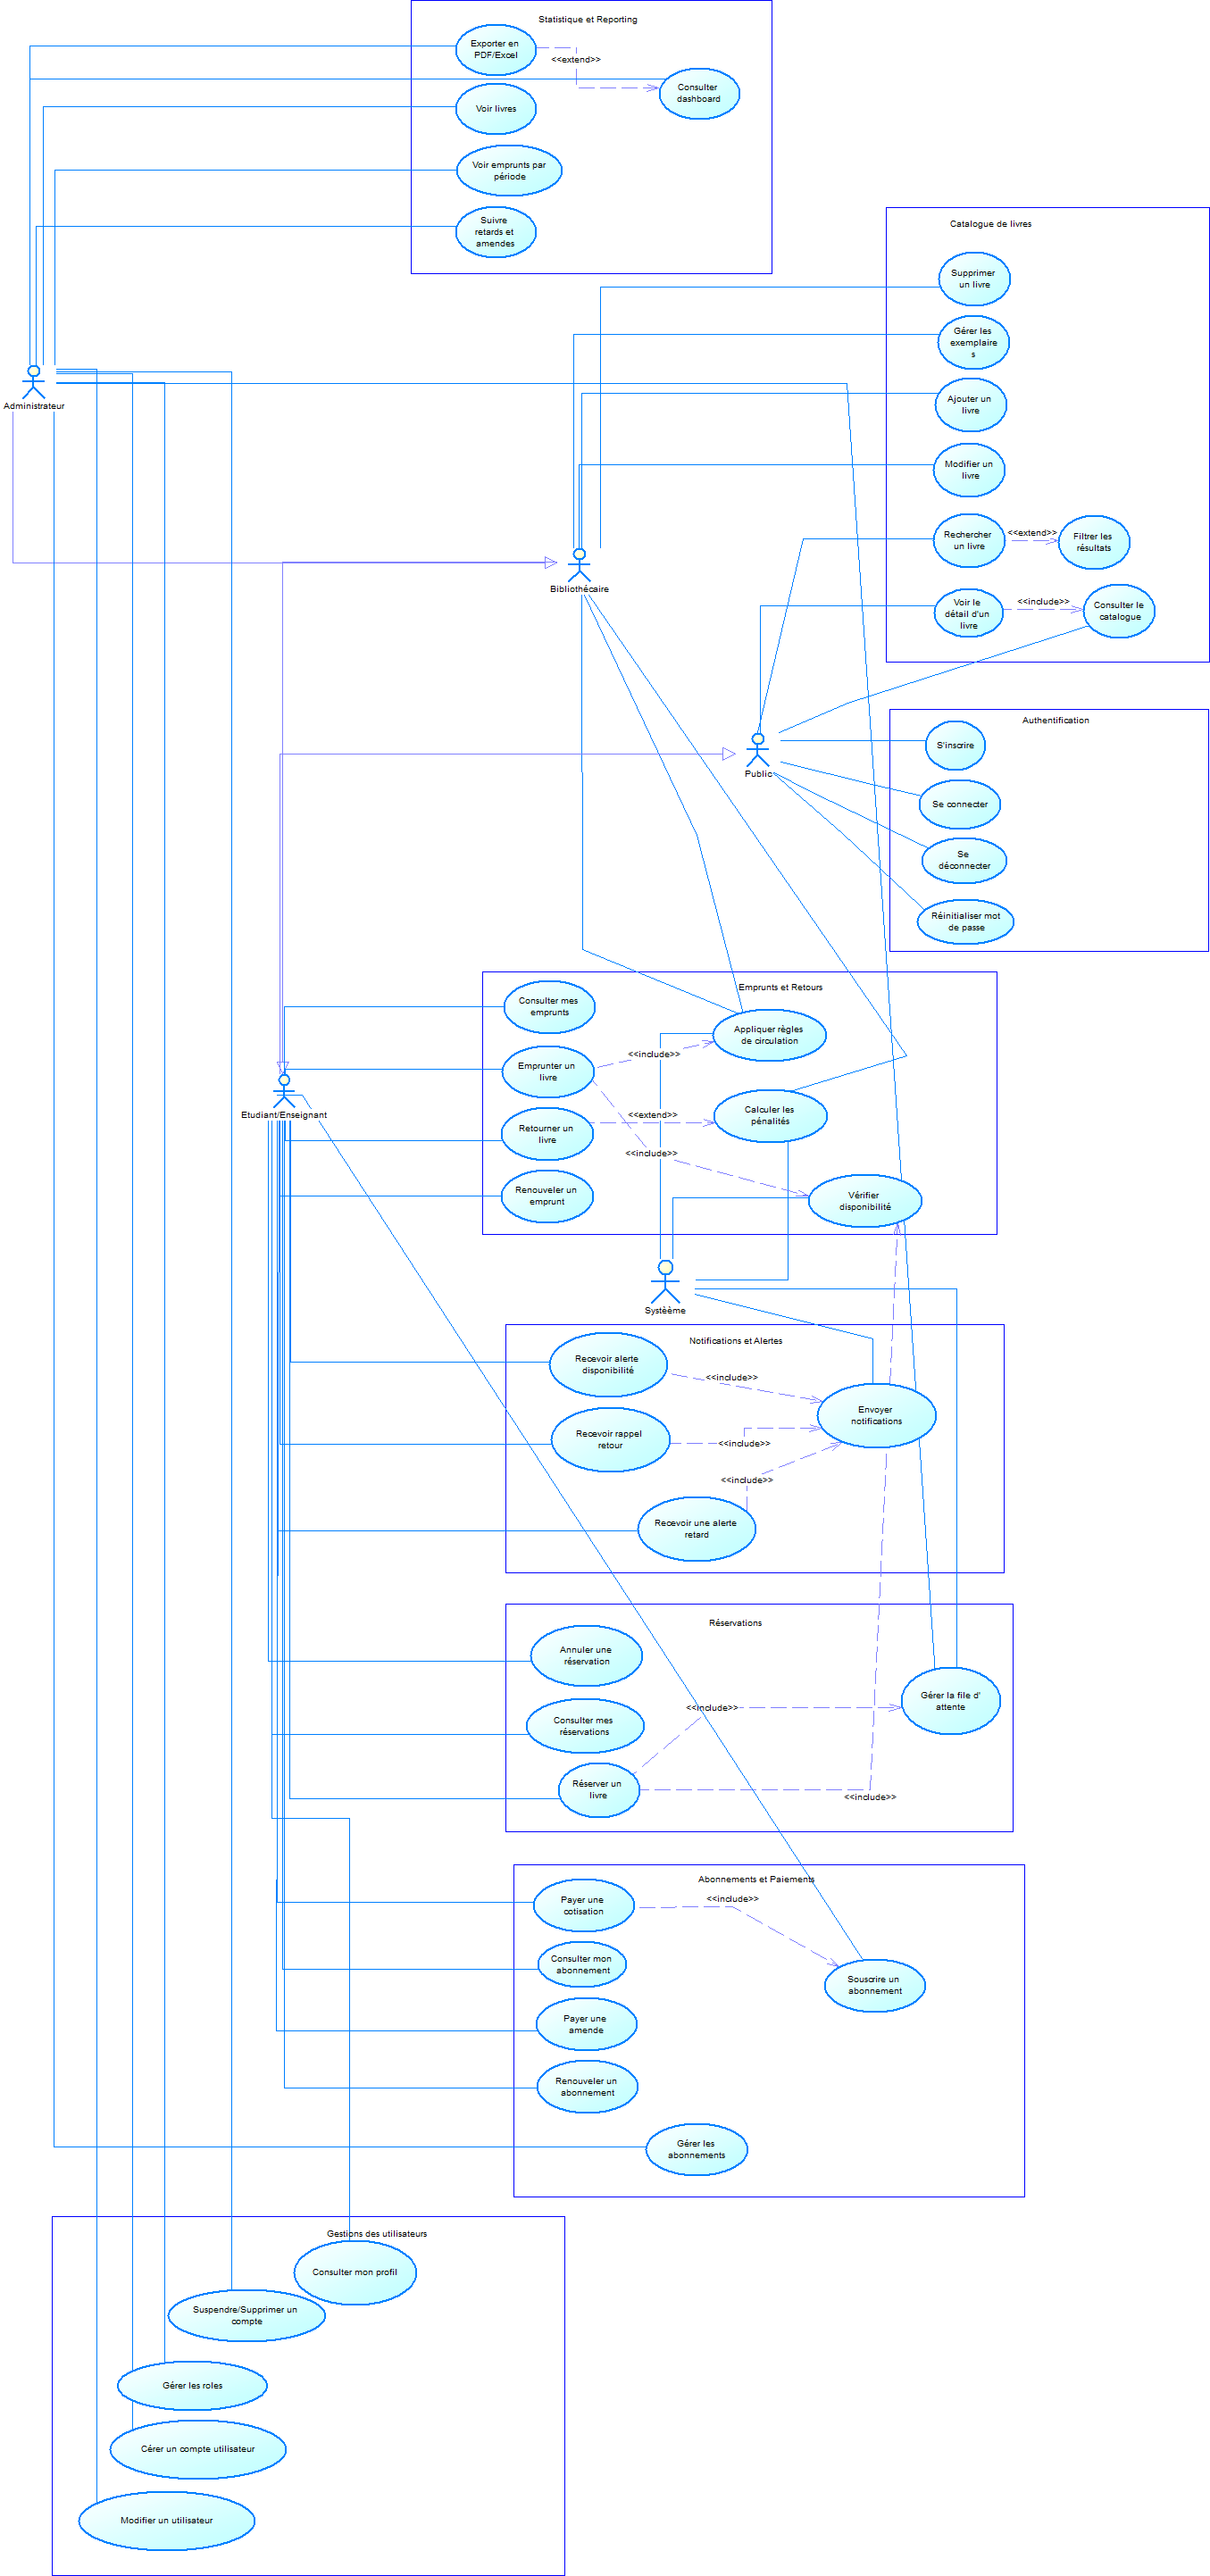 Statistique et Reporting
Exporter en
PDF/Excel
<<extend>>
Consulter
dashboard
Voir livres
Voir emprunts par
période
Suivre
retards et
amendes
Catalogue de livres
Supprimer
un livre
Gérer les
exemplaire
s
Ajouter un
livre
Modifier un
livre
Rechercher
un livre
<<extend>>
Filtrer les
résultats
Voir le
détail d'un
livre
<<include>>
Consulter le
catalogue
Administrateur
Bibliothécaire
Public
Authentification
S'inscrire
Se connecter
Se
déconnecter
Réinitialiser mot
de passe
Emprunts et Retours
Consulter mes
emprunts
Appliquer règles
de circulation
<<include>>
Emprunter un
livre
Etudiant/Enseignant
Calculer les
pénalités
<<extend>>
Retourner un
livre
<<include>>
Renouveler un
emprunt
Vérifier
disponibilité
Systèème
Notifications et Alertes
Recevoir alerte
disponibilité
<<include>>
Envoyer
notifications
Recevoir rappel
retour
<<include>>
<<include>>
Recevoir une alerte
retard
Réservations
Annuler une
réservation
Gérer la file d'
attente
<<include>>
Consulter mes
réservations
Réserver un
livre
<<include>>
Abonnements et Paiements
Payer une
cotisation
<<include>>
Consulter mon
abonnement
Souscrire un
abonnement
Payer une
amende
Renouveler un
abonnement
Gérer les
abonnements
Gestions des utilisateurs
Consulter mon profil
Suspendre/Supprimer un
compte
Gérer les roles
Cérer un compte utilisateur
Modifier un utilisateur